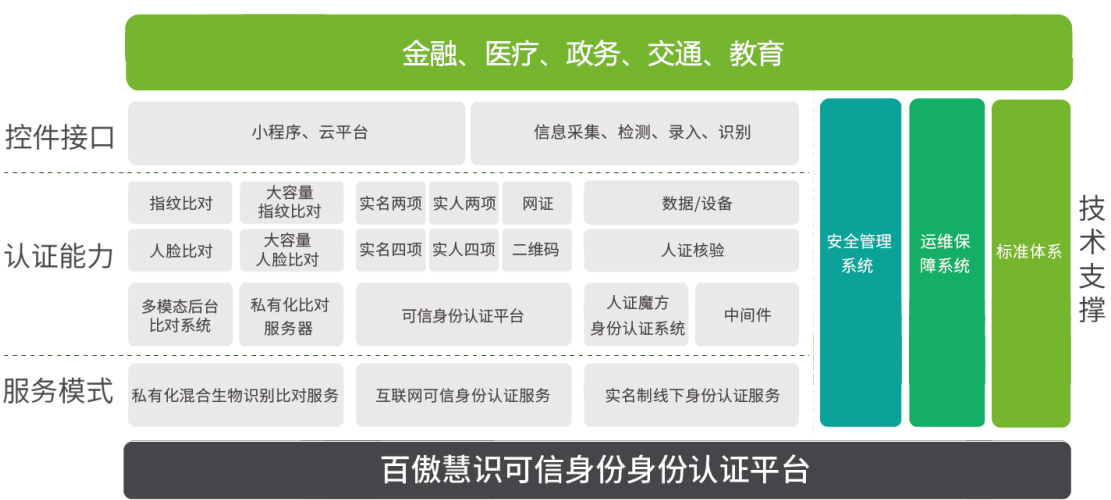 金融、医疗、政务、交通、教育
控件接口
小程序、云平台
信息采集、检测、录入、识别
认证能力
指纹比对
大容量
指纹比对
实名两项
实人两项
网证
数据/设备
人脸比对
大容量
人脸比对
实名四项
实人四项
二维码
人证核验
多模态后台
比对系统
私有化比对
服务器
可信身份认证平台
人证魔方
身份认证系统
中间件
服务模式
私有化混合生物识别比对服务
互联网可信身份认证服务
实名制线下身份认证服务
安全管理
系统
运维保
障系统
标准体系
技术支撑
百傲慧识可信身份身份认证平台